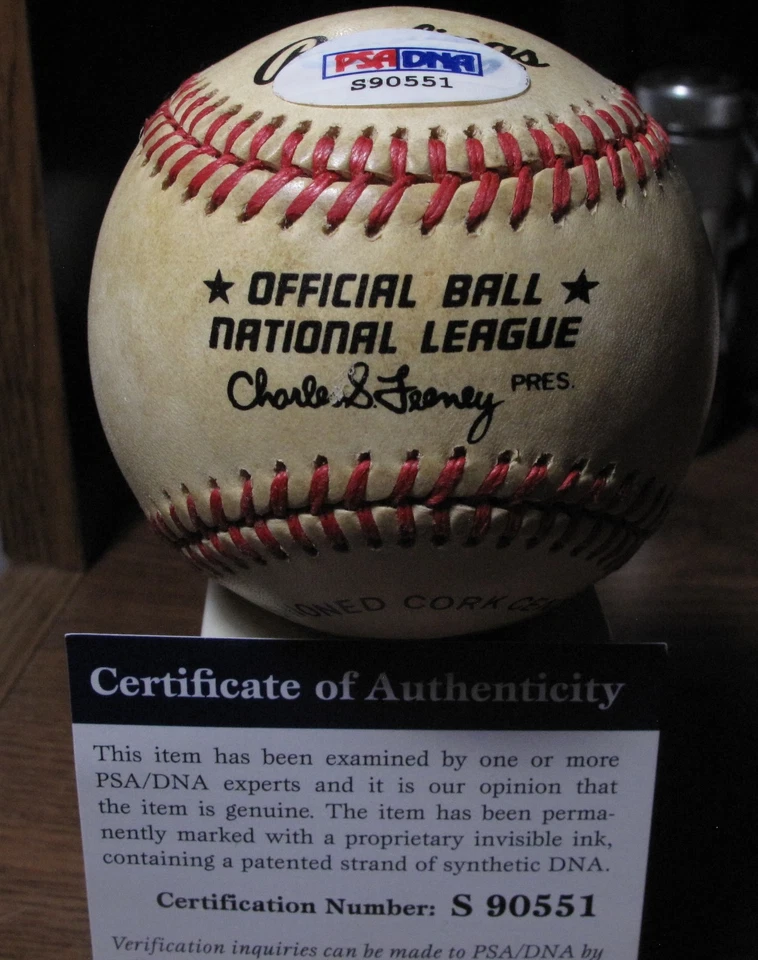 PSA DNA
S90551
★ OFFICIAL BALL ★
NATIONAL LEAGUE
Charles S. Feeney PRES.
IONED CORK CE
Certificate of Authenticity
This item has been examined by one or more
PSA/DNA experts and it is our opinion that
the item is genuine. The item has been perma-
nently marked with a proprietary invisible ink,
containing a patented strand of synthetic DNA.
Certification Number: S 90551
Verification inquiries can be made to PSA/DNA by